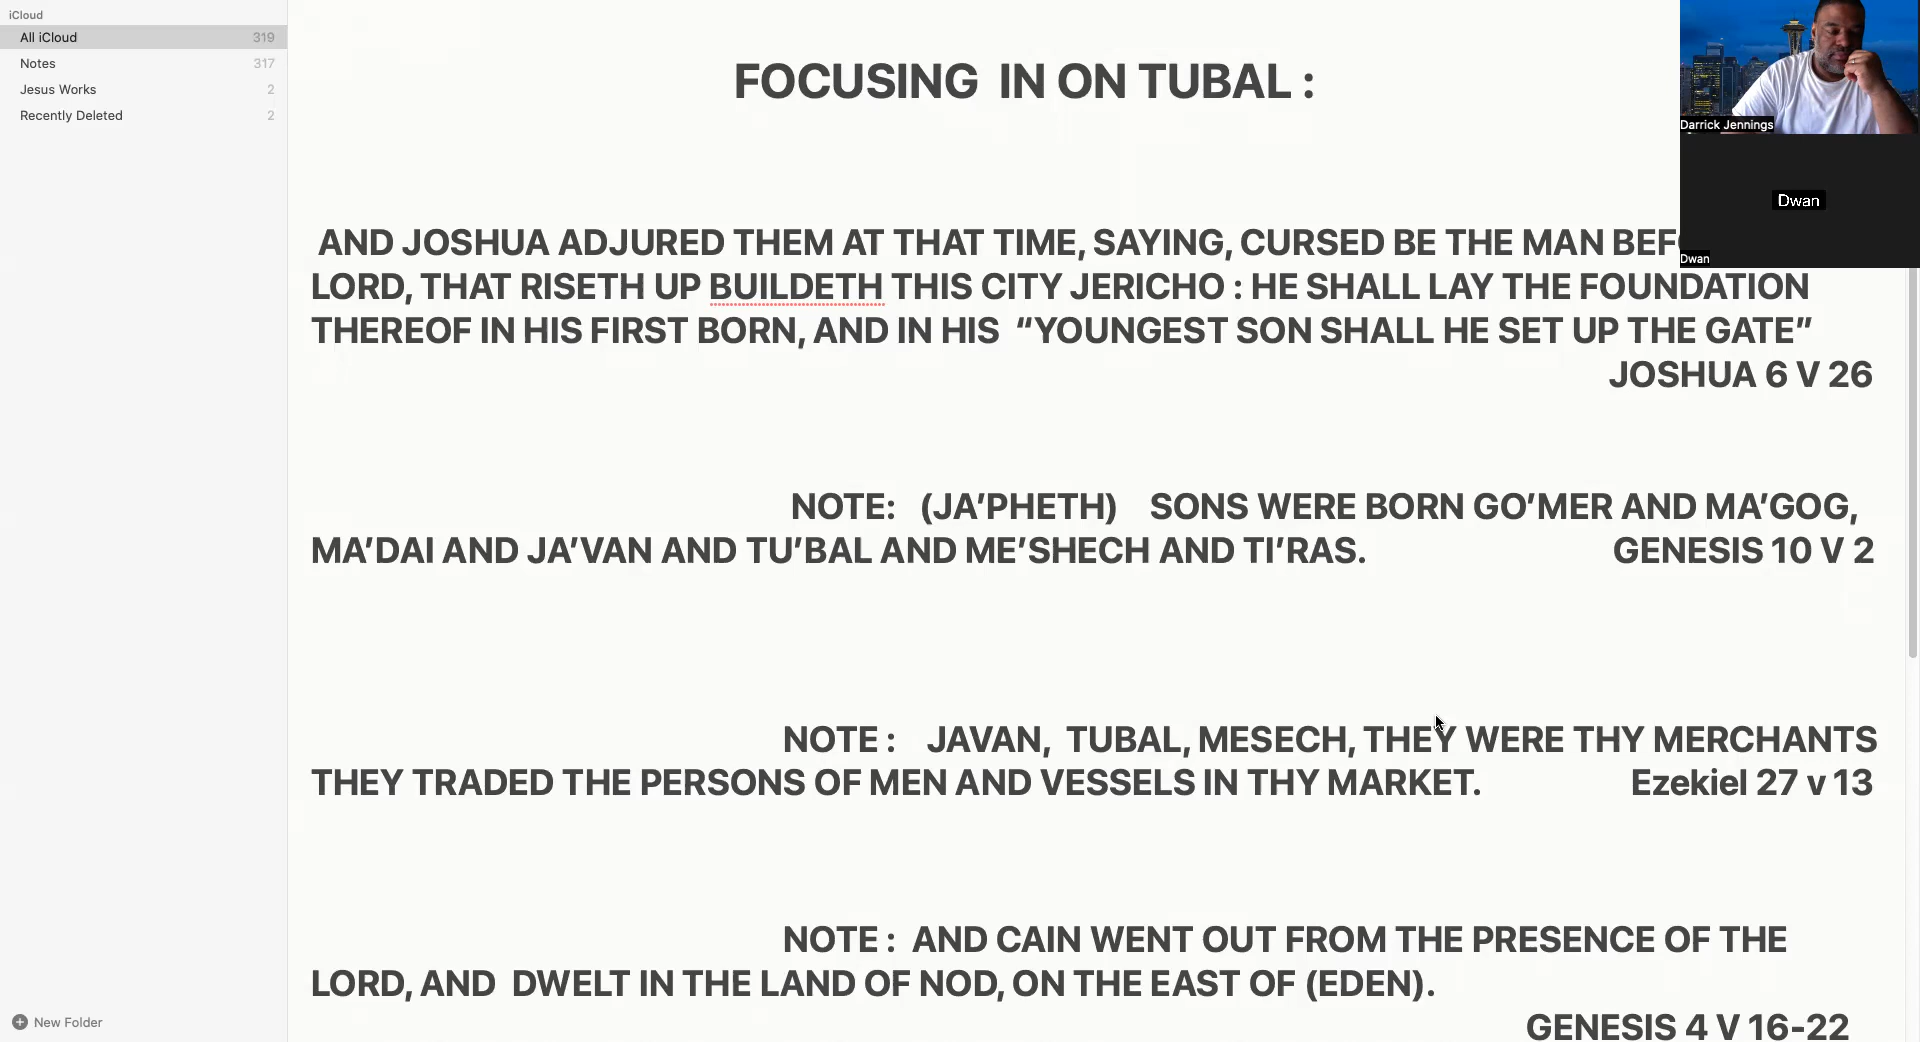 iCloud
All iCloud 319
Notes 317
Jesus Works 2
Recently Deleted 2
New Folder
FOCUSING IN ON TUBAL :
AND JOSHUA ADJURED THEM AT THAT TIME, SAYING, CURSED BE THE MAN
LORD, THAT RISETH UP BUILDETH THIS CITY JERICHO : HE SHALL LAY THE FOUNDATION
THEREOF IN HIS FIRST BORN, AND IN HIS “YOUNGEST SON SHALL HE SET UP THE GATE”
JOSHUA 6 V 26
NOTE: (JA’PHETH) SONS WERE BORN GO’MER AND MA’GOG,
MA’DAI AND JA’VAN AND TU’BAL AND ME’SHECH AND TI’RAS. GENESIS 10 V 2
NOTE : JAVAN, TUBAL, MESECH, THEY WERE THY MERCHANTS
THEY TRADED THE PERSONS OF MEN AND VESSELS IN THY MARKET. Ezekiel 27 v 13
NOTE : AND CAIN WENT OUT FROM THE PRESENCE OF THE
LORD, AND DWELT IN THE LAND OF NOD, ON THE EAST OF (EDEN).
GENESIS 4 V 16-22
Darrick Jennings
Dwan
Dwan